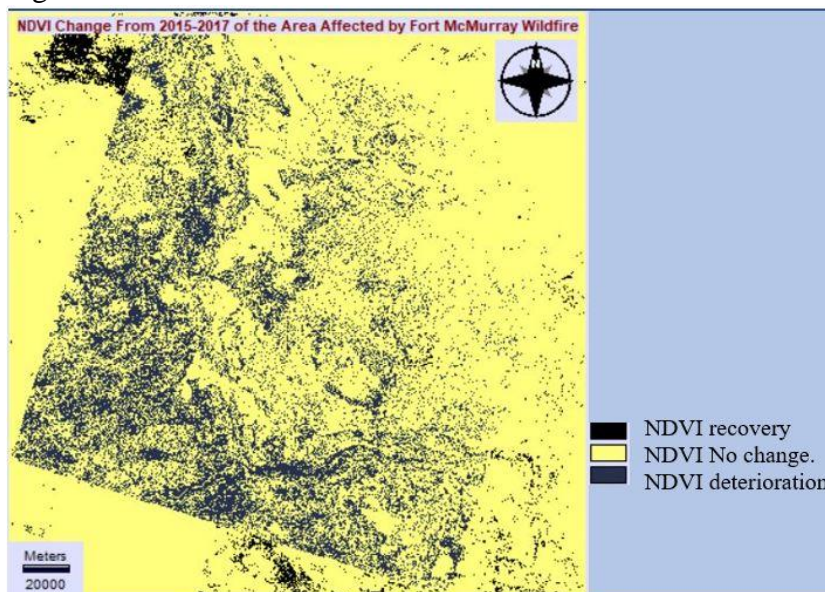 NDVI Change From 2015-2017 of the Area Affected by Fort McMurray Wildfire
N
NDVI recovery
NDVI No change.
NDVI deterioration
Meters
20000